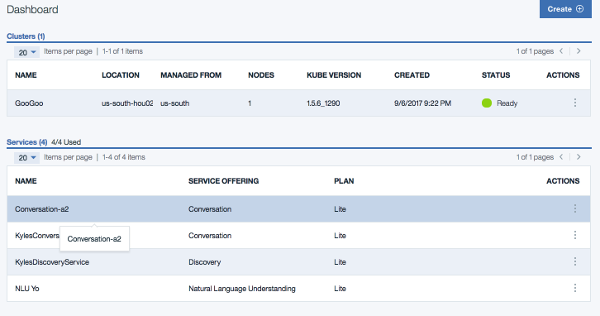 Dashboard
Create
Clusters (1)
20 Items per page | 1-1 of 1 items 1 of 1 pages
NAME LOCATION MANAGED FROM NODES KUBE VERSION CREATED STATUS ACTIONS
GooGoo us-south-hou02 us-south 1 1.5.6_1290 9/6/2017 9:22 PM Ready
Services (4) 4/4 Used
20 Items per page | 1-4 of 4 items 1 of 1 pages
NAME SERVICE OFFERING PLAN ACTIONS
Conversation-a2 Conversation Lite
KylesConvers Conversation Lite
Conversation-a2
KylesDiscoveryService Discovery Lite
NLU Yo Natural Language Understanding Lite